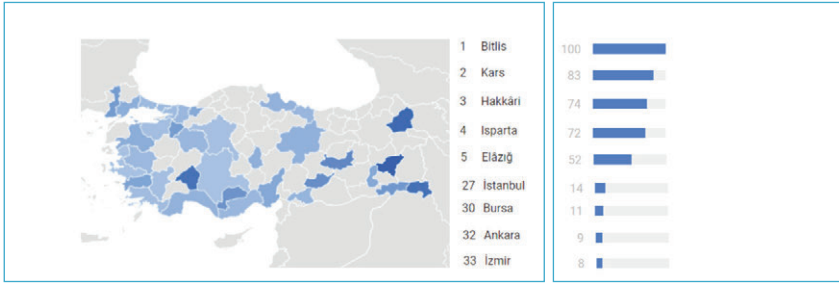 1 Bitlis 100
2 Kars 83
3 Hakkâri 74
4 Isparta 72
5 Elâzığ 52
27 İstanbul 14
30 Bursa 11
32 Ankara 9
33 İzmir 8